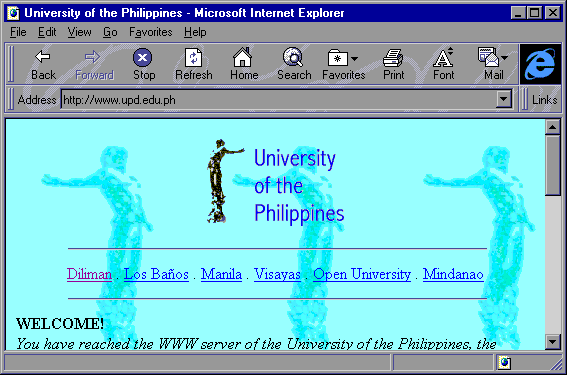 University of the Philippines - Microsoft Internet Explorer
File Edit View Go Favorites Help
Back Forward Stop Refresh Home Search Favorites Print Font Mail
Address http://www.upd.edu.ph Links
University
of the
Philippines
Diliman . Los Baños . Manila . Visayas . Open University . Mindanao
WELCOME!
You have reached the WWW server of the University of the Philippines, the